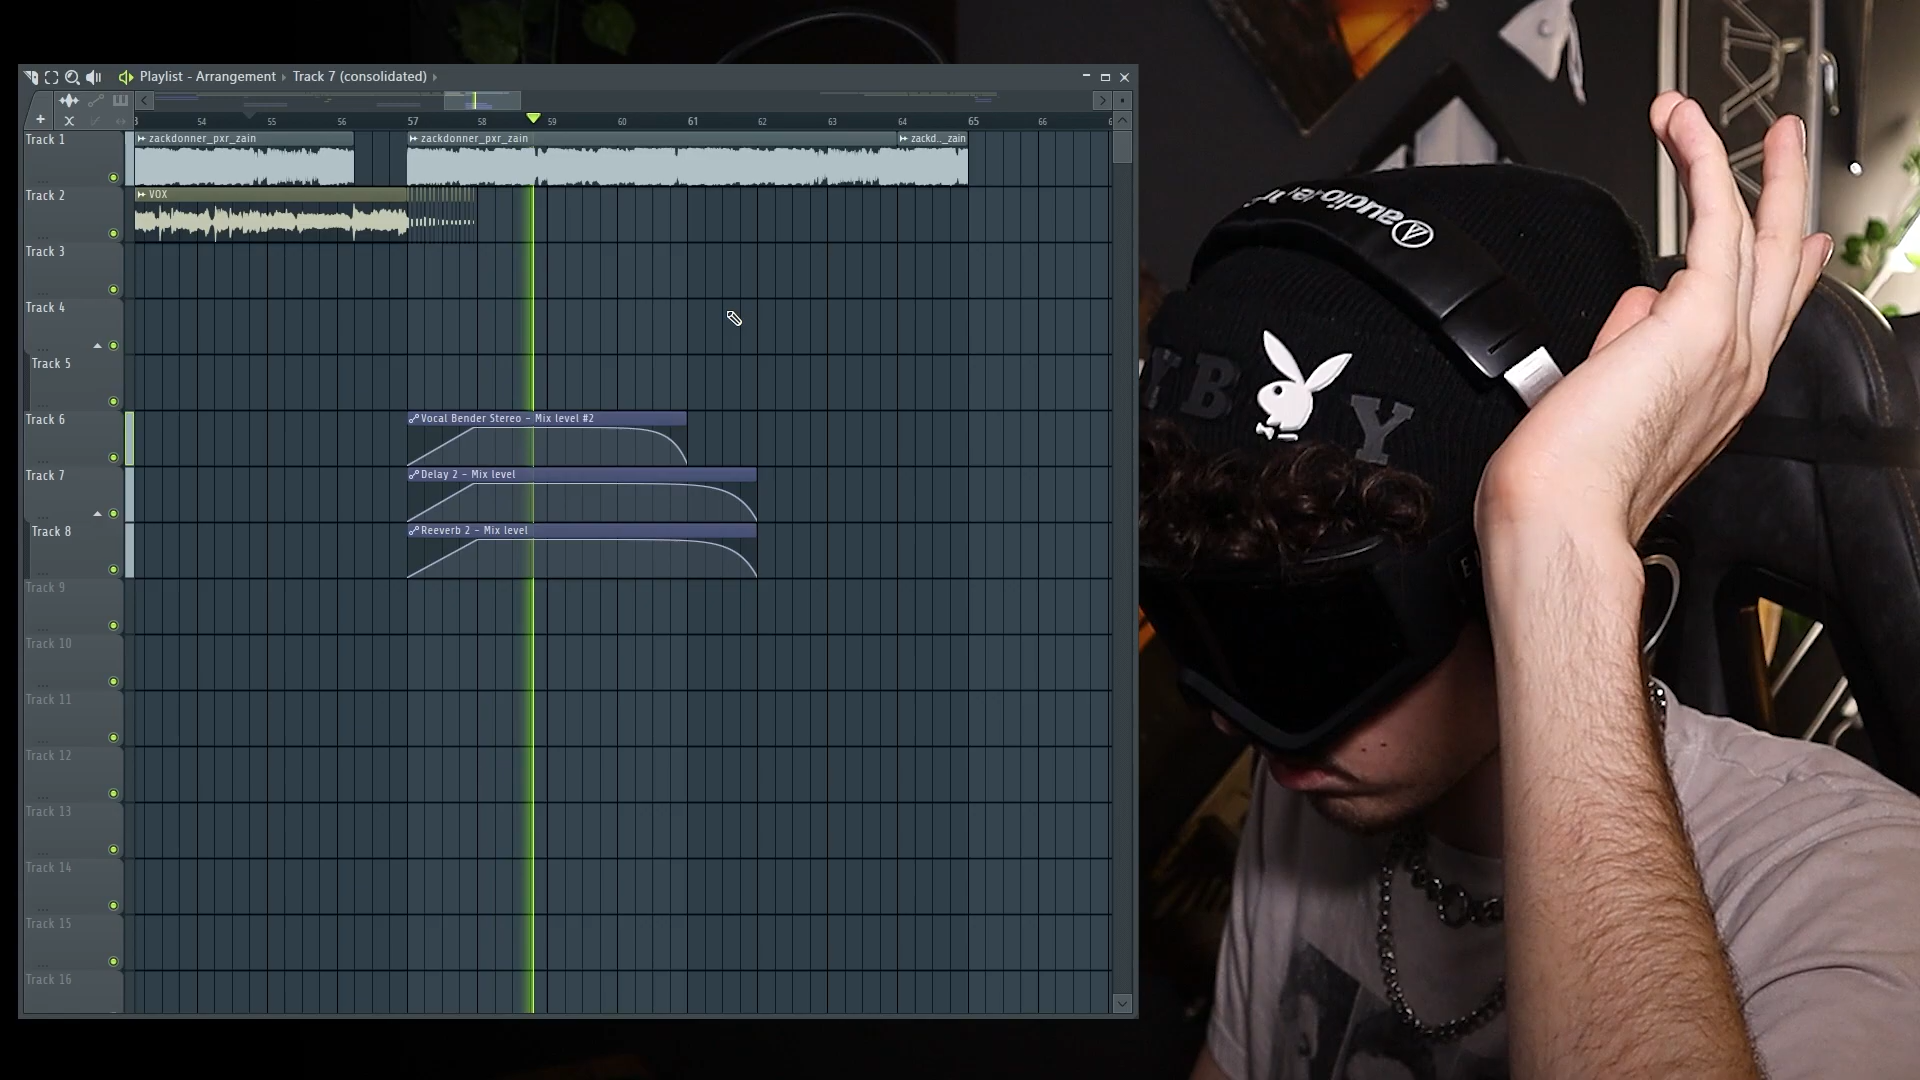 Playlist - Arrangement › Track 7 (consolidated) ›
53 54 55 56 57 58 59 60 61 62 63 64 65 66
Track 1
zackdonner_pxr_zain
zackdonner_pxr_zain
zackd.._zain
Track 2
VOX
Track 3
Track 4
Track 5
Track 6
Vocal Bender Stereo - Mix level #2
Track 7
Delay 2 - Mix level
Track 8
Reeverb 2 - Mix level
Track 9
Track 10
Track 11
Track 12
Track 13
Track 14
Track 15
Track 16
YB Y